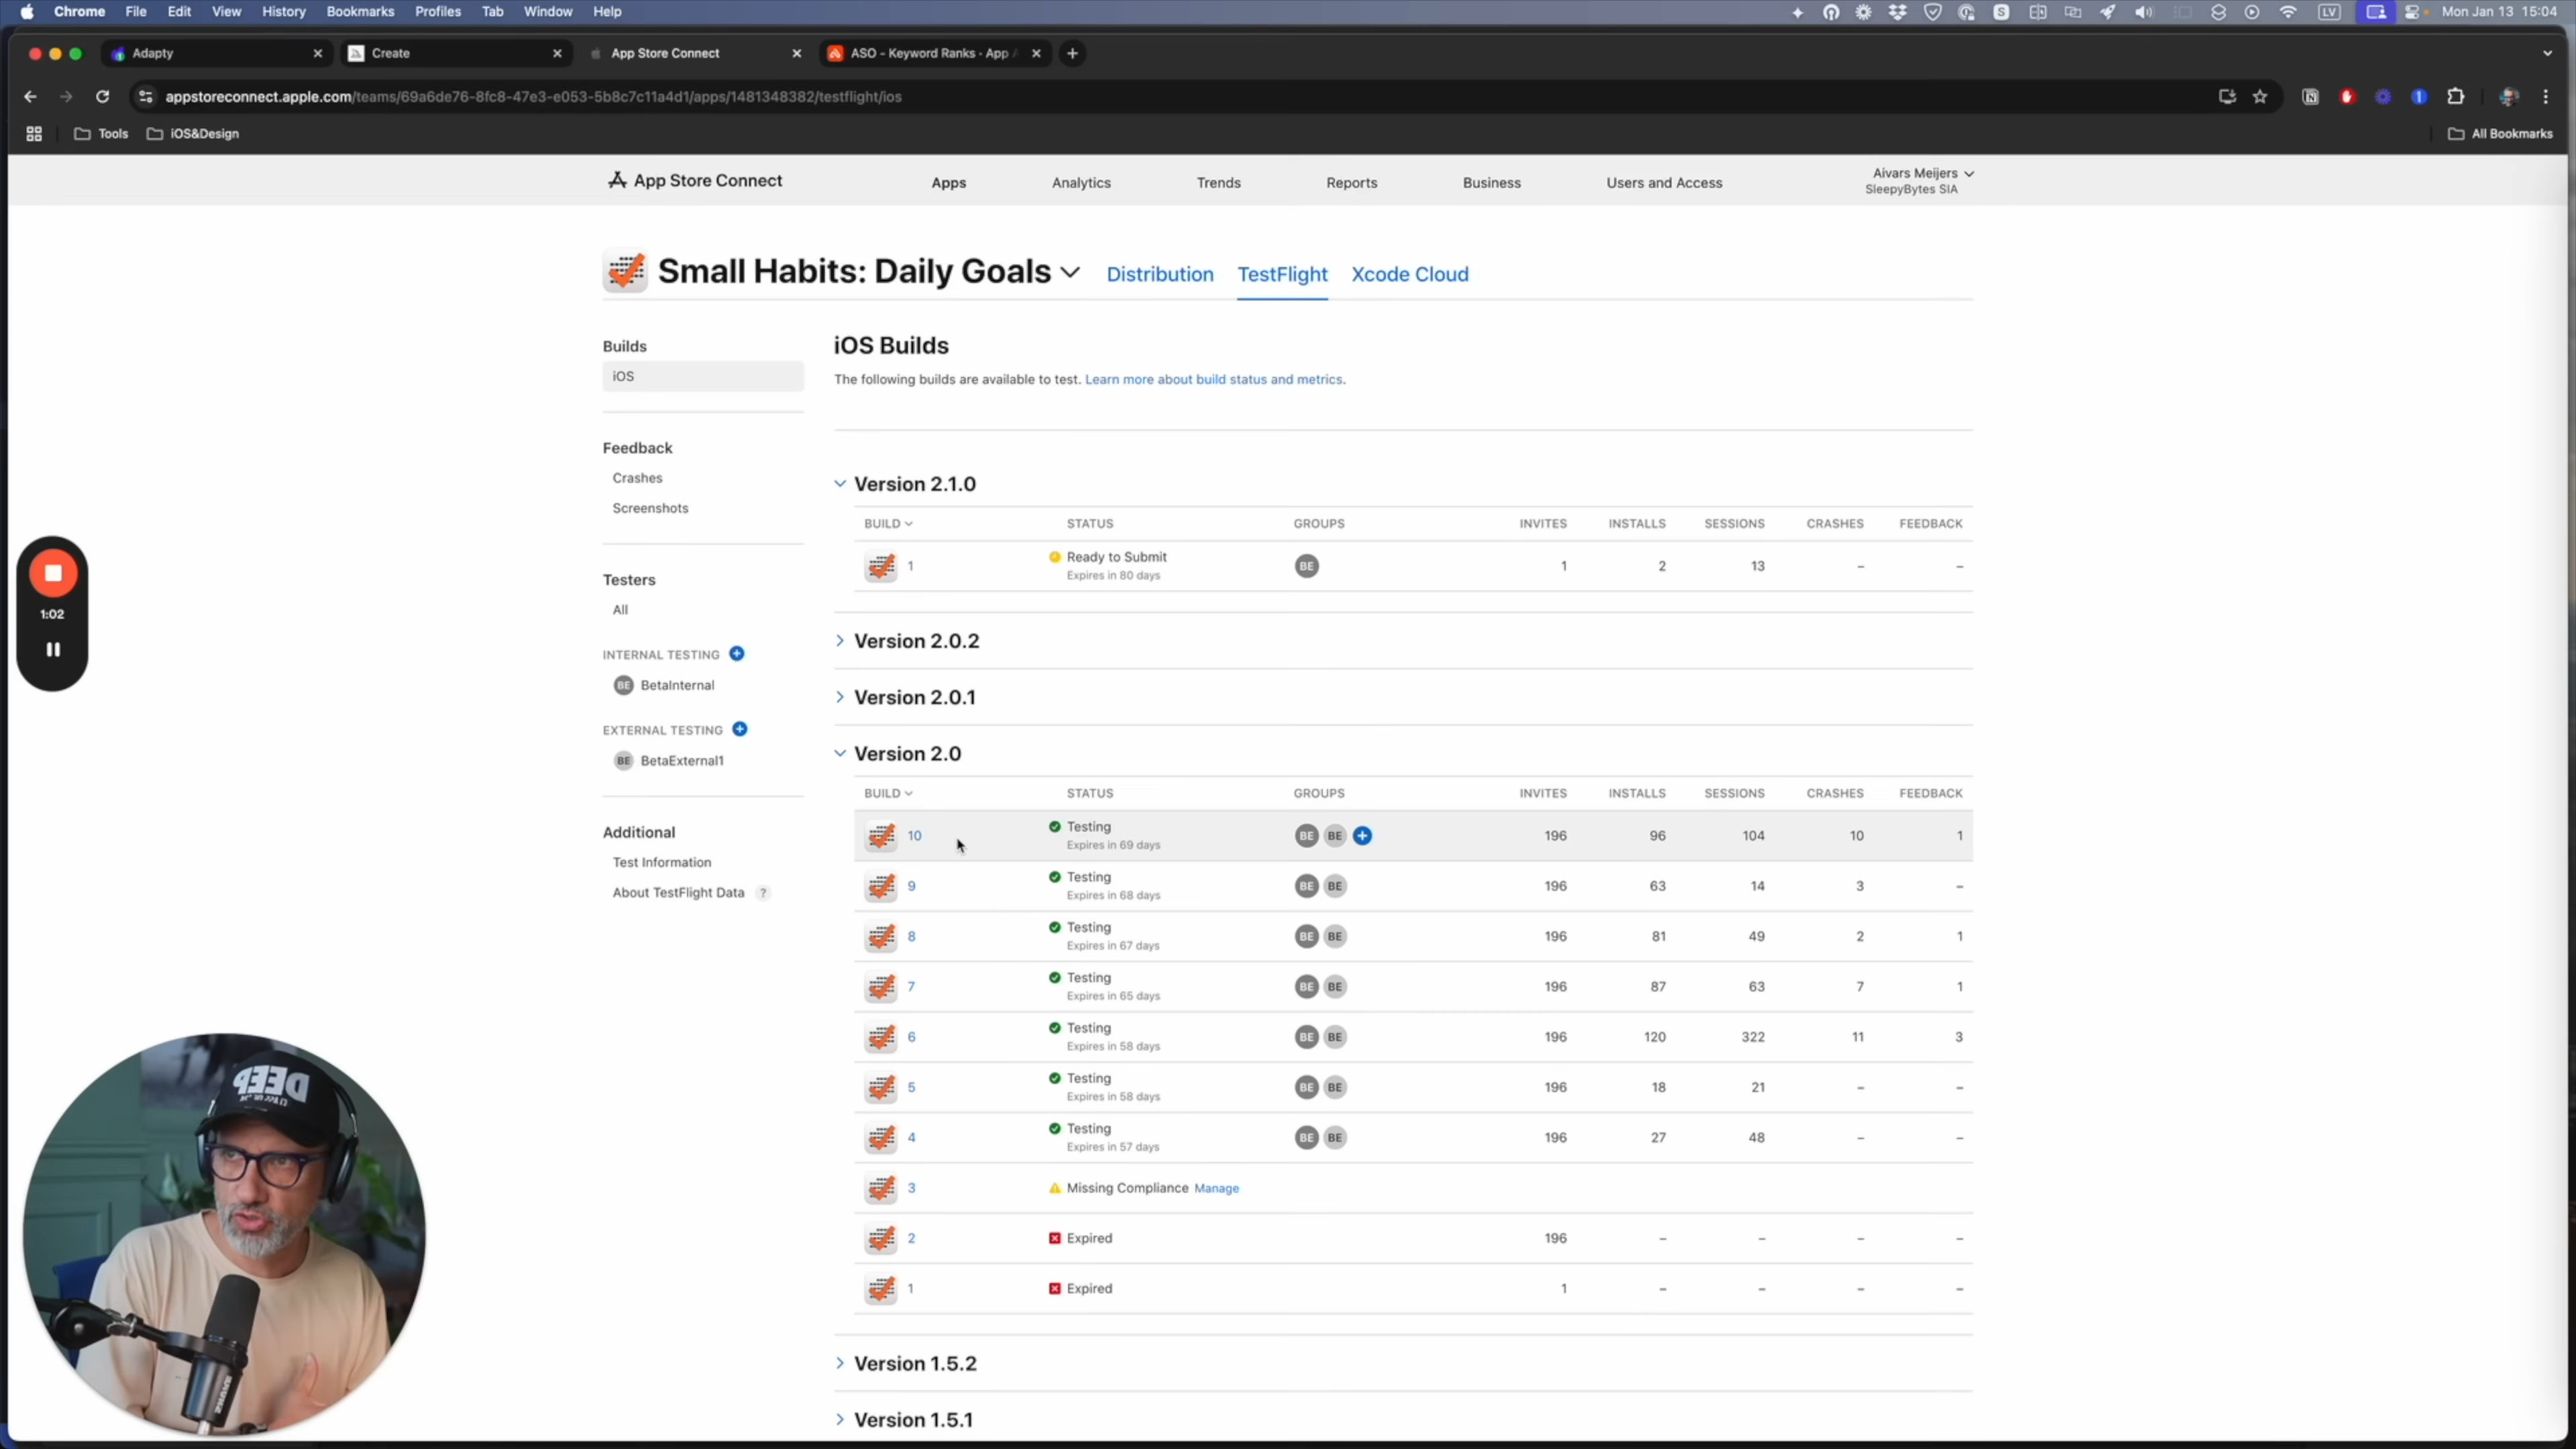 Chrome File Edit View History Bookmarks Profiles Tab Window Help
LV Mon Jan 13 15:04
Adapty Create App Store Connect ASO - Keyword Ranks · App
appstoreconnect.apple.com/teams/69a6de76-8fc8-47e3-e053-5b8c7c11a4d1/apps/1481348382/testflight/ios
Tools iOS&Design All Bookmarks
App Store Connect Apps Analytics Trends Reports Business Users and Access Aivars Meijers
SleepyBytes SIA
Small Habits: Daily Goals Distribution TestFlight Xcode Cloud
Builds
iOS
Feedback
Crashes
Screenshots
Testers
All
INTERNAL TESTING
BE BetaInternal
EXTERNAL TESTING
BE BetaExternal1
Additional
Test Information
About TestFlight Data ?
iOS Builds
The following builds are available to test. Learn more about build status and metrics.
Version 2.1.0
BUILD STATUS GROUPS INVITES INSTALLS SESSIONS CRASHES FEEDBACK
1 Ready to Submit BE 1 2 13 – –
Expires in 80 days
Version 2.0.2
Version 2.0.1
Version 2.0
BUILD STATUS GROUPS INVITES INSTALLS SESSIONS CRASHES FEEDBACK
10 Testing BE BE 196 96 104 10 1
Expires in 69 days
9 Testing BE BE 196 63 14 3 –
Expires in 68 days
8 Testing BE BE 196 81 49 2 1
Expires in 67 days
7 Testing BE BE 196 87 63 7 1
Expires in 65 days
6 Testing BE BE 196 120 322 11 3
Expires in 58 days
5 Testing BE BE 196 18 21 – –
Expires in 58 days
4 Testing BE BE 196 27 48 – –
Expires in 57 days
3 Missing Compliance Manage
2 Expired 196 – – – –
1 Expired 1 – – – –
Version 1.5.2
Version 1.5.1
1:02
DEEP